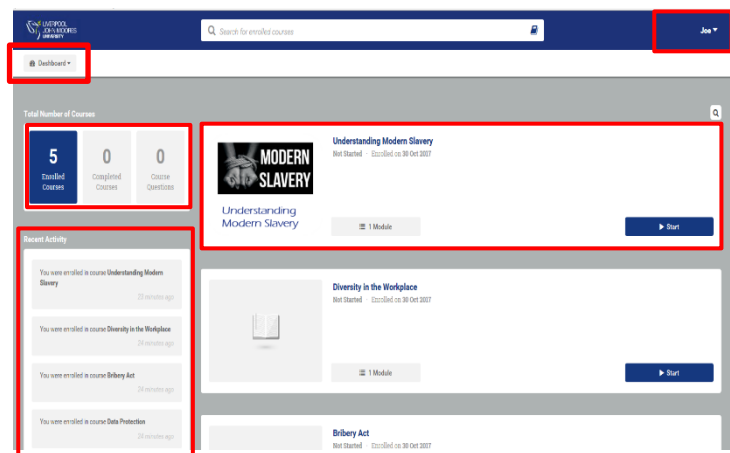 LIVERPOOL
JOHN MOORES
UNIVERSITY
Search for enrolled courses
Joe
Dashboard
Total Number of Courses
5
Enrolled
Courses
0
Completed
Courses
0
Course
Questions
Recent Activity
You were enrolled in course Understanding Modern
Slavery
25 minutes ago
You were enrolled in course Diversity in the Workplace
24 minutes ago
You were enrolled in course Bribery Act
24 minutes ago
You were enrolled in course Data Protection
24 minutes ago
MODERN
SLAVERY
Understanding
Modern Slavery
Understanding Modern Slavery
Not Started - Enrolled on 30 Oct 2017
1 Module
Start
Diversity in the Workplace
Not Started - Enrolled on 30 Oct 2017
1 Module
Start
Bribery Act
Not Started - Enrolled on 30 Oct 2017